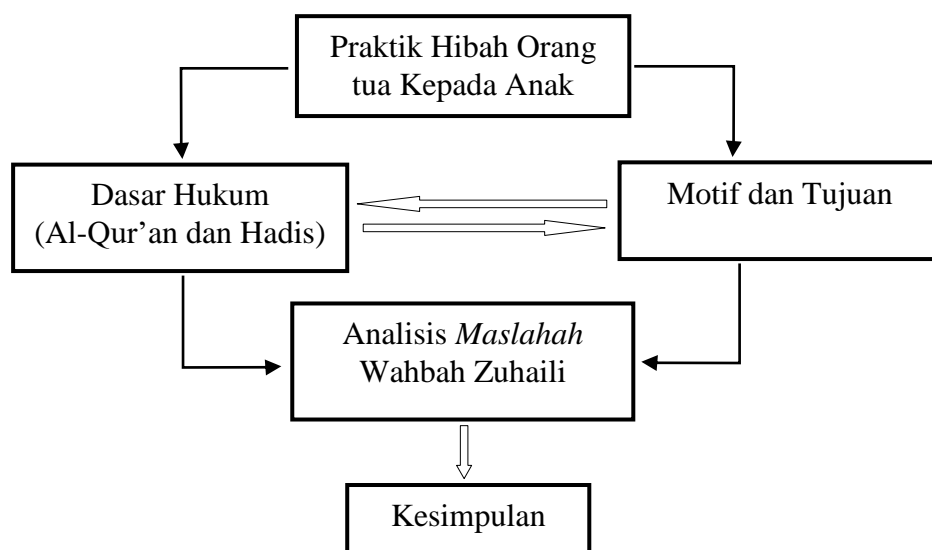 Praktik Hibah Orang
tua Kepada Anak
Dasar Hukum
(Al-Qur’an dan Hadis)
Motif dan Tujuan
Analisis Maslahah
Wahbah Zuhaili
Kesimpulan